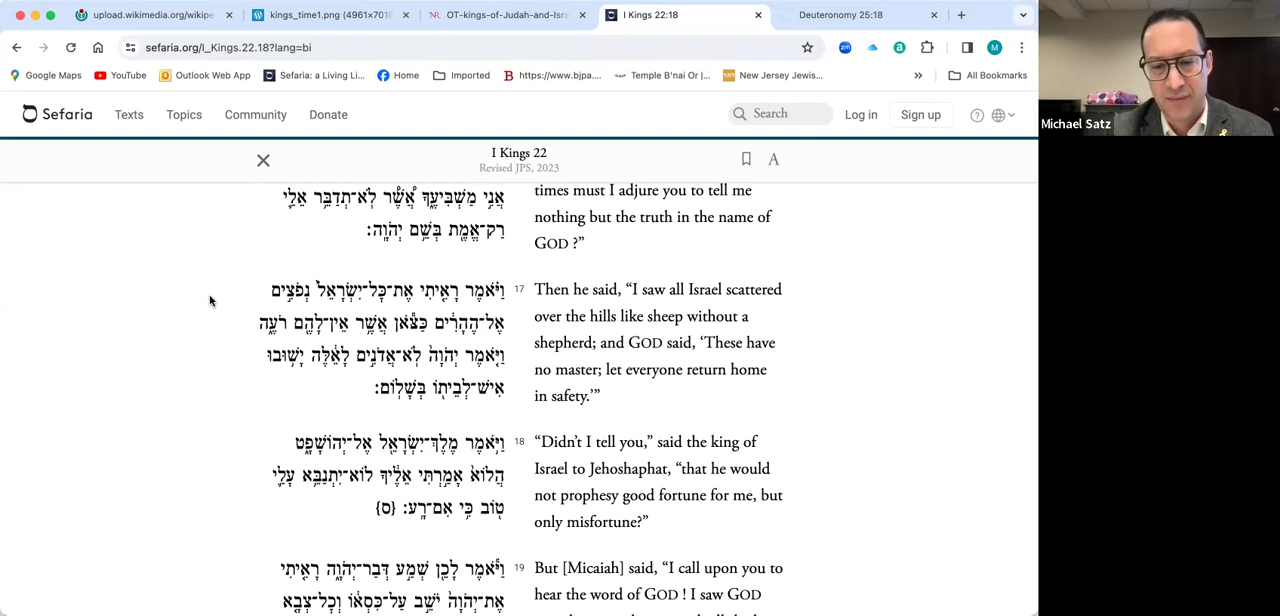 upload.wikimedia.org/wikipe
kings_time1.png (4961×701
OT-kings-of-Judah-and-Isra
I Kings 22:18
Deuteronomy 25:18
sefaria.org/I_Kings.22.18?lang=bi
Google Maps
YouTube
Outlook Web App
Sefaria: a Living Li...
Home
Imported
https://www.bjpa....
Temple B'nai Or |...
New Jersey Jewis...
All Bookmarks
Sefaria
Texts
Topics
Community
Donate
Search
Log in
Sign up
I Kings 22
Revised JPS, 2023
אֲנִ֣י מַשְׁבִּיעֶ֑ךָ אֲ֠שֶׁ֠ר לֹא־תְדַבֵּ֥ר אֵלַ֛י
רַק־אֱמֶ֖ת בְּשֵׁ֥ם יְהֹוָֽה׃
times must I adjure you to tell me
nothing but the truth in the name of
GOD ?”
וַיֹּ֗אמֶר רָאִ֤יתִי אֶת־כׇּל־יִשְׂרָאֵל֙ נְפֹצִ֣ים
אֶל־הֶהָרִ֔ים כַּצֹּ֕אן אֲשֶׁ֥ר אֵין־לָהֶ֖ם רֹעֶ֑ה
וַיֹּ֤אמֶר יְהֹוָה֙ לֹא־אֲדֹנִ֣ים לָאֵ֔לֶּה יָשׁ֥וּבוּ
אִישׁ־לְבֵית֖וֹ בְּשָׁלֽוֹם׃
17
Then he said, “I saw all Israel scattered
over the hills like sheep without a
shepherd; and GOD said, ‘These have
no master; let everyone return home
in safety.’”
וַיֹּ֥אמֶר מֶֽלֶךְ־יִשְׂרָאֵ֖ל אֶל־יְהוֹשָׁפָ֑ט
הֲלוֹא֙ אָמַ֣רְתִּי אֵלֶ֔יךָ לֽוֹא־יִתְנַבֵּ֥א עָלַ֛י
ט֖וֹב כִּ֥י אִם־רָֽע׃ {ס}
18
“Didn’t I tell you,” said the king of
Israel to Jehoshaphat, “that he would
not prophesy good fortune for me, but
only misfortune?”
וַיֹּ֕אמֶר לָכֵ֖ן שְׁמַ֣ע דְּבַר־יְהֹוָ֑ה רָאִ֤יתִי
אֶת־יְהֹוָה֙ יֹשֵׁ֣ב עַל־כִּסְא֔וֹ וְכׇל־צְבָ֤א
19
But [Micaiah] said, “I call upon you to
hear the word of GOD ! I saw GOD
Michael Satz